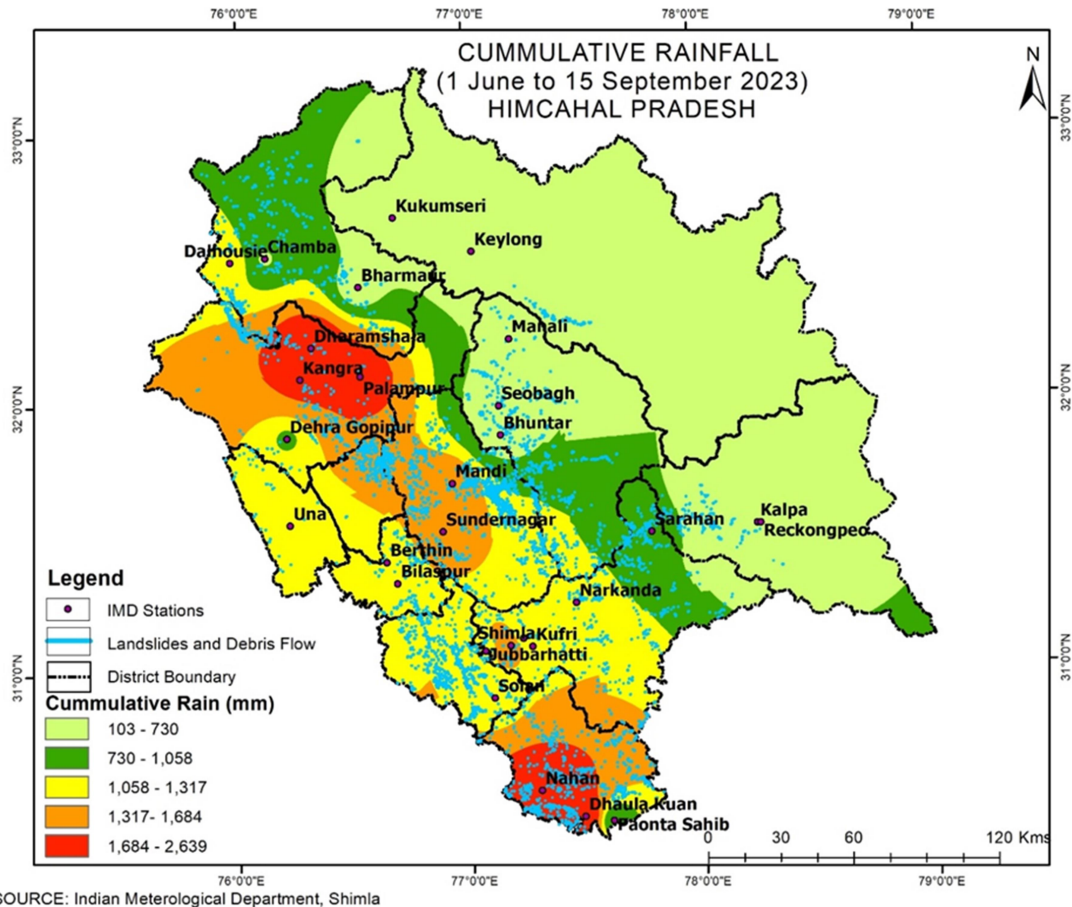 76°0'0"E 77°0'0"E 78°0'0"E 79°0'0"E
CUMMULATIVE RAINFALL
(1 June to 15 September 2023)
HIMCAHAL PRADESH
N
33°0'0"N
33°0'0"N
Kukumseri
Keylong
Dalhousie
Chamba
Bharmaur
Manali
Dharamshala
Kangra
Palampur
32°0'0"N
32°0'0"N
Seobagh
Bhuntar
Dehra Gopipur
Mandi
Una
Sundernagar
Sarahan
Kalpa
Reckongpeo
Berthin
Bilaspur
Narkanda
Shimla
Kufri
Jubbarhatti
Solan
31°0'0"N
31°0'0"N
Nahan
Dhaula Kuan
Paonta Sahib
Legend
IMD Stations
Landslides and Debris Flow
District Boundary
Cummulative Rain (mm)
103 - 730
730 - 1,058
1,058 - 1,317
1,317- 1,684
1,684 - 2,639
0 30 60 120 Kms
76°0'0"E 77°0'0"E 78°0'0"E 79°0'0"E
SOURCE: Indian Meterological Department, Shimla